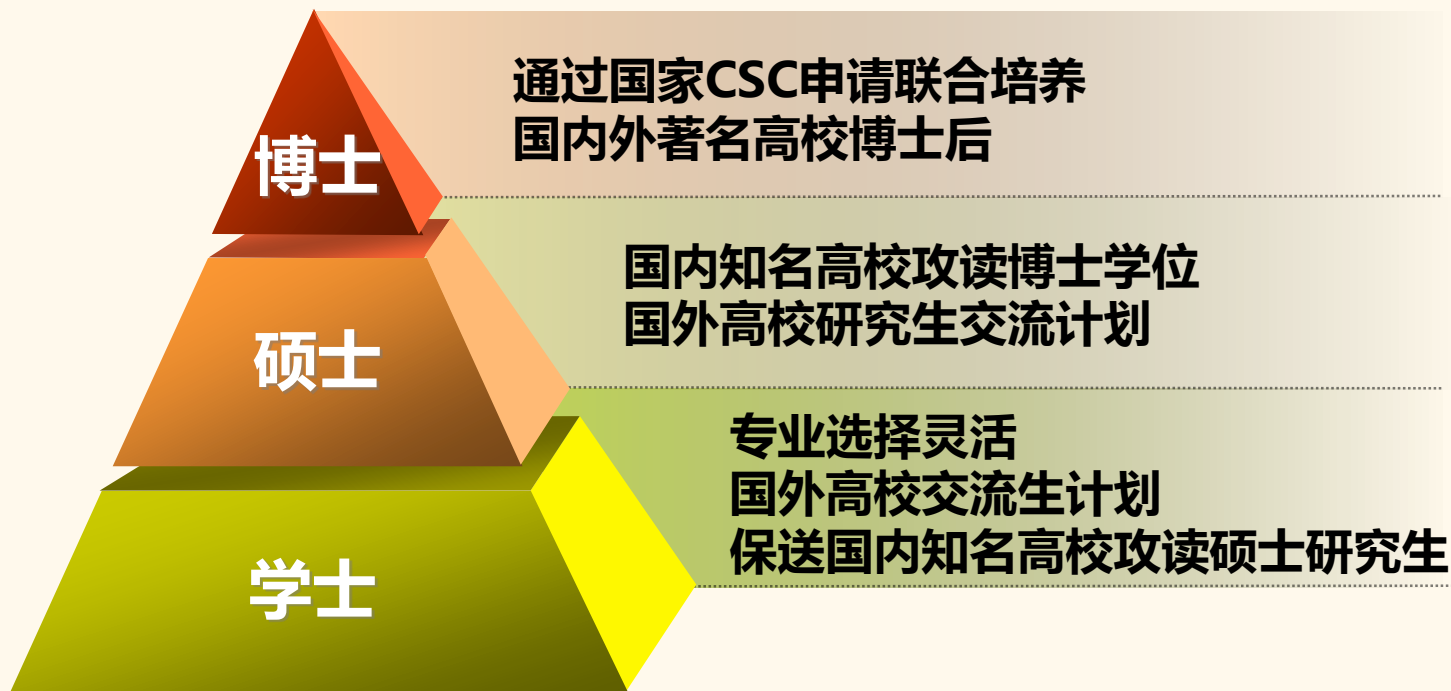 博士
通过国家CSC申请联合培养
国内外著名高校博士后
硕士
国内知名高校攻读博士学位
国外高校研究生交流计划
学士
专业选择灵活
国外高校交流生计划
保送国内知名高校攻读硕士研究生